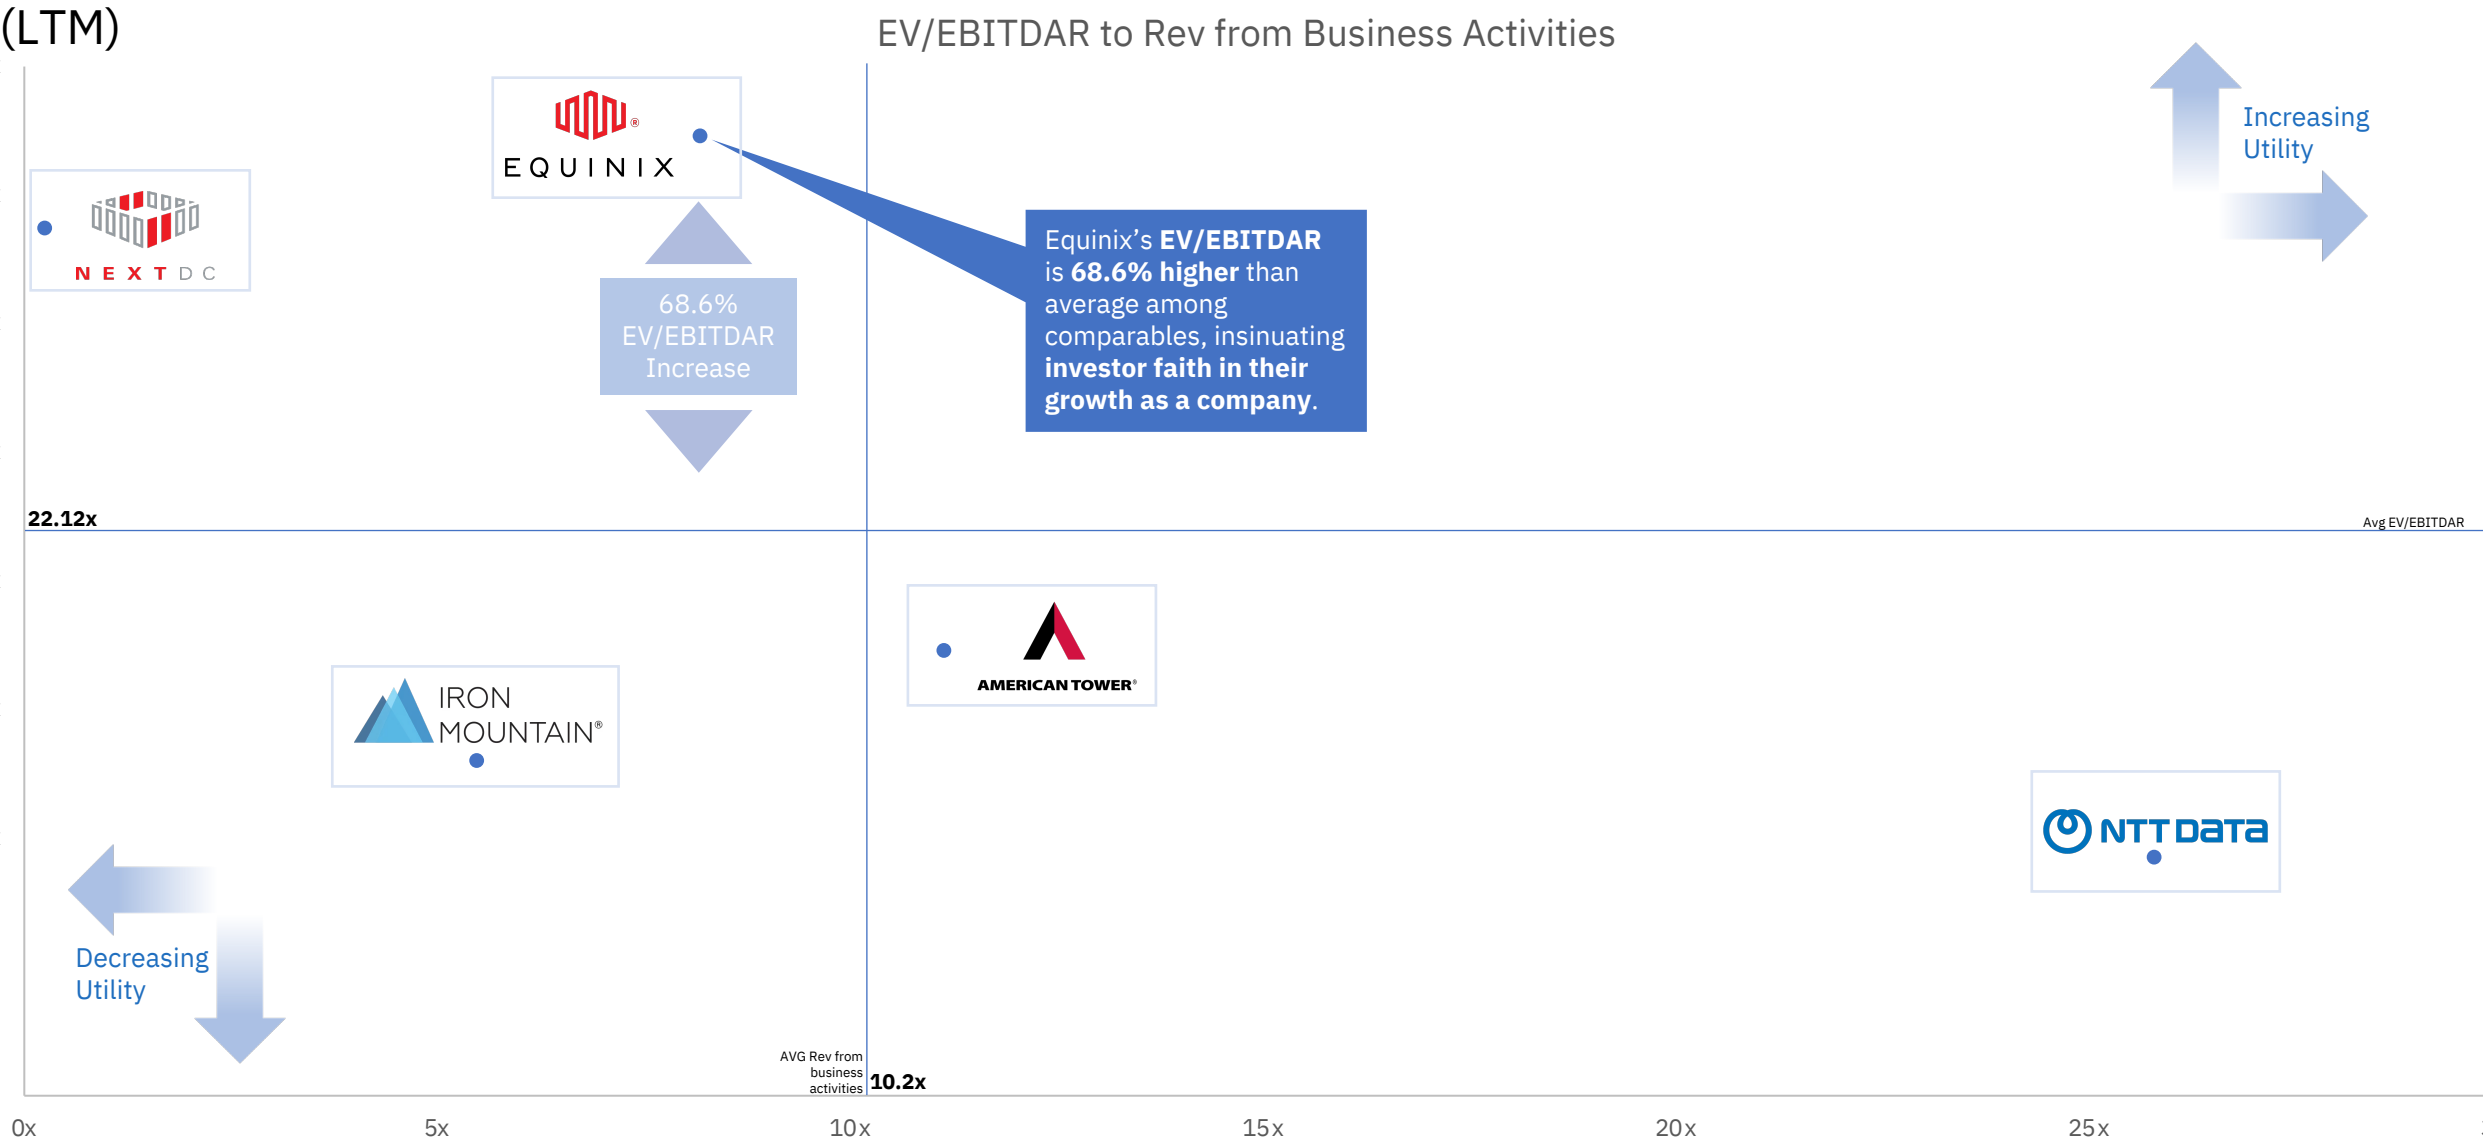 (LTM)
EV/EBITDAR to Rev from Business Activities
EQUINIX
®
NEXTDC
Increasing
Utility
Equinix’s EV/EBITDAR
is 68.6% higher than
average among
comparables, insinuating
investor faith in their
growth as a company.
68.6%
EV/EBITDAR
Increase
22.12x
Avg EV/EBITDAR
AMERICAN TOWER®
IRON
MOUNTAIN®
NTT DATA
Decreasing
Utility
AVG Rev from
business
activities
10.2x
0x
5x
10x
15x
20x
25x